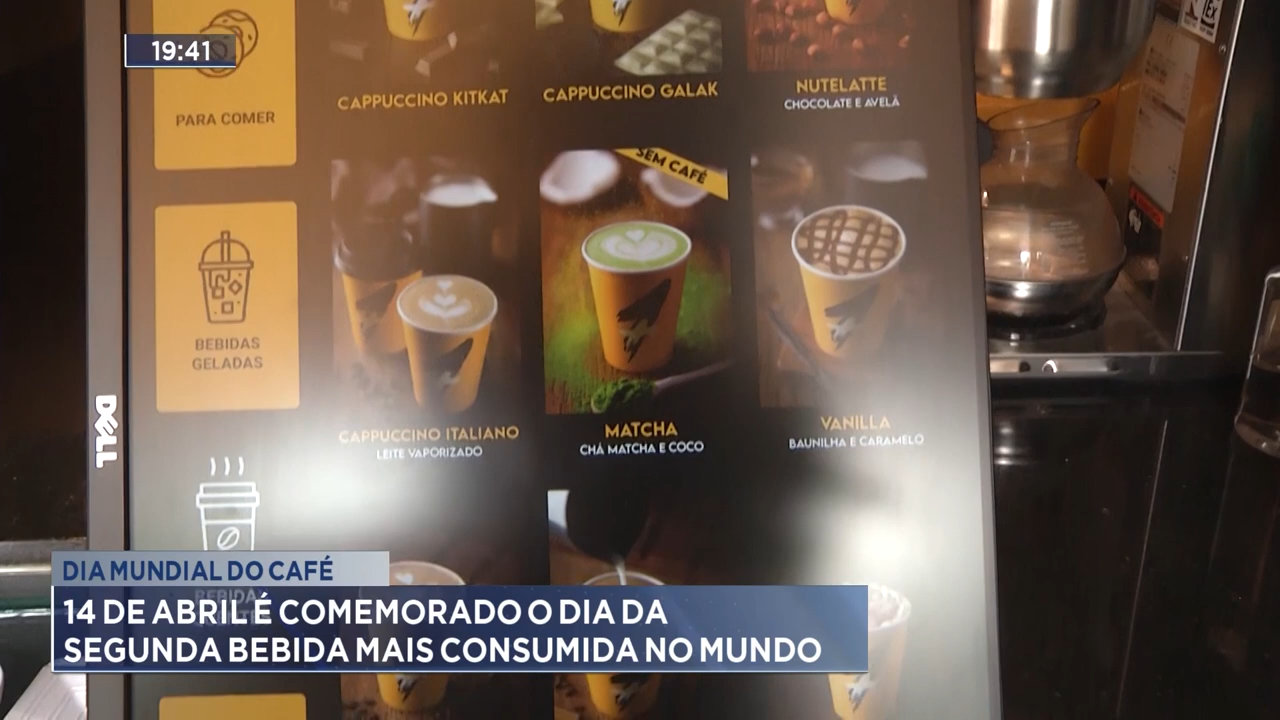 19:41
PARA COMER
CAPPUCCINO KITKAT
CAPPUCCINO GALAK
NUTELATTE
CHOCOLATE E AVELÃ
SEM CAFÉ
BEBIDAS
GELADAS
CAPPUCCINO ITALIANO
LEITE VAPORIZADO
MATCHA
CHÁ MATCHA E COCO
VANILLA
BAUNILHA E CARAMELO
DELL
DIA MUNDIAL DO CAFÉ
14 DE ABRIL É COMEMORADO O DIA DA
SEGUNDA BEBIDA MAIS CONSUMIDA NO MUNDO